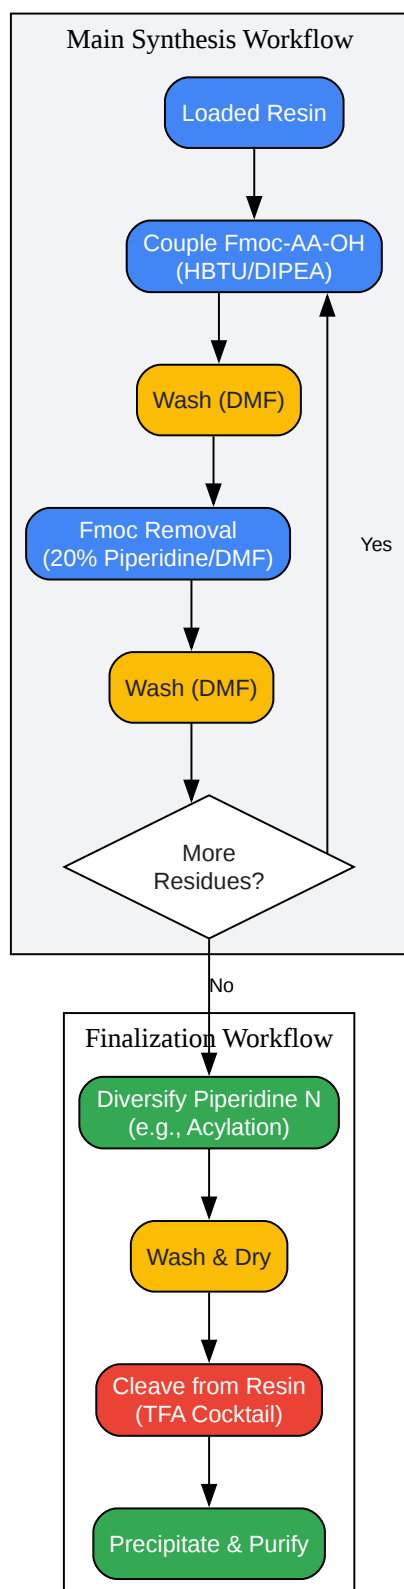 Main Synthesis Workflow
Loaded Resin
Couple Fmoc-AA-OH
(HBTU/DIPEA)
Wash (DMF)
Fmoc Removal
(20% Piperidine/DMF)
Yes
Wash (DMF)
More
Residues?
No
Finalization Workflow
Diversify Piperidine N
(e.g., Acylation)
Wash & Dry
Cleave from Resin
(TFA Cocktail)
Precipitate & Purify